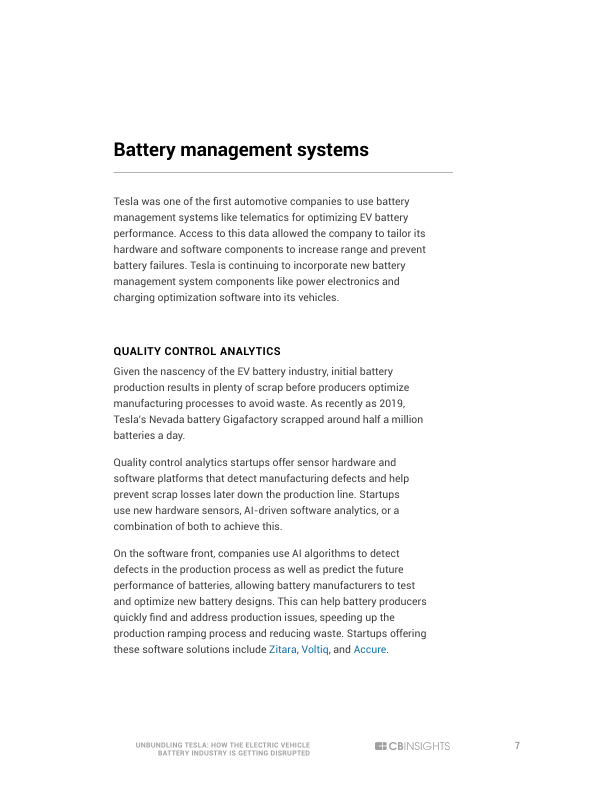 Battery management systems
Tesla was one of the first automotive companies to use battery
management systems like telematics for optimizing EV battery
performance. Access to this data allowed the company to tailor its
hardware and software components to increase range and prevent
battery failures. Tesla is continuing to incorporate new battery
management system components like power electronics and
charging optimization software into its vehicles.
QUALITY CONTROL ANALYTICS
Given the nascency of the EV battery industry, initial battery
production results in plenty of scrap before producers optimize
manufacturing processes to avoid waste. As recently as 2019,
Tesla's Nevada battery Gigafactory scrapped around half a million
batteries a day.
Quality control analytics startups offer sensor hardware and
software platforms that detect manufacturing defects and help
prevent scrap losses later down the production line. Startups
use new hardware sensors, AI-driven software analytics, or a
combination of both to achieve this.
On the software front, companies use AI algorithms to detect
defects in the production process as well as predict the future
performance of batteries, allowing battery manufacturers to test
and optimize new battery designs. This can help battery producers
quickly find and address production issues, speeding up the
production ramping process and reducing waste. Startups offering
these software solutions include Zitara, Voltiq, and Accure.
UNBUNDLING TESLA: HOW THE ELECTRIC VEHICLE
BATTERY INDUSTRY IS GETTING DISRUPTED
CBINSIGHTS
7